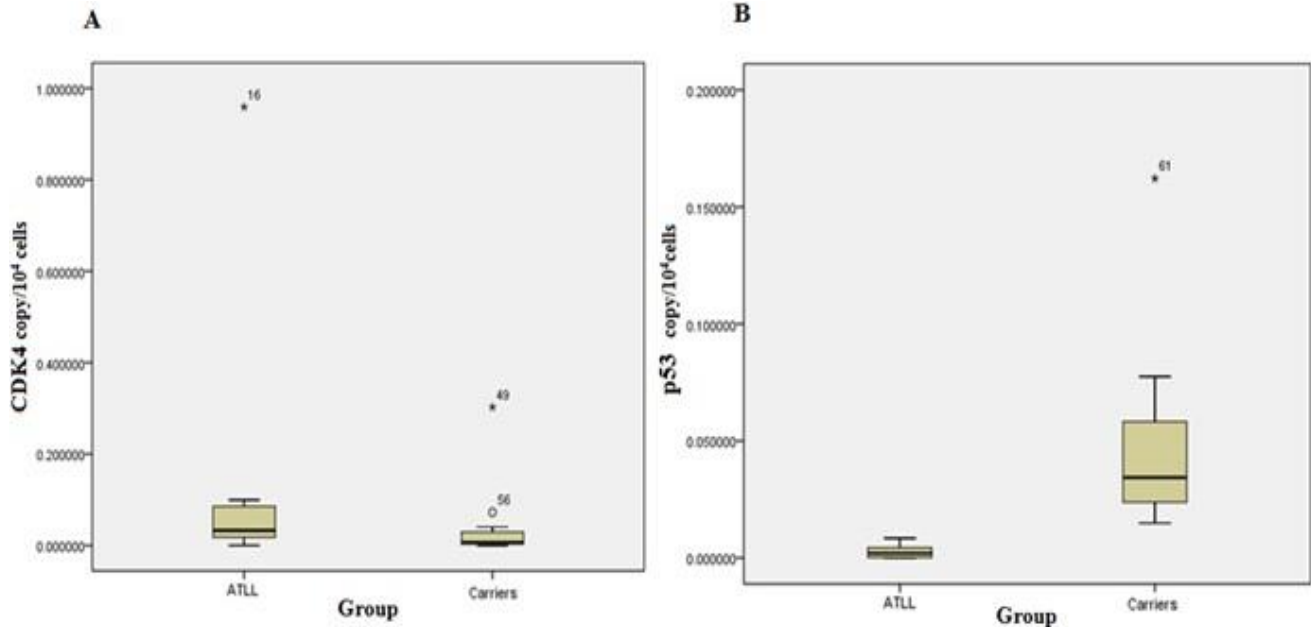 A
1.000000
16
0.800000
0.600000
0.400000
49
0.200000
56
0.000000
CDK4 copy/10⁴ cells
ATLL
Carriers
Group
B
0.200000
61
0.150000
0.100000
0.050000
0.000000
p53 copy/10⁴cells
ATLL
Carriers
Group